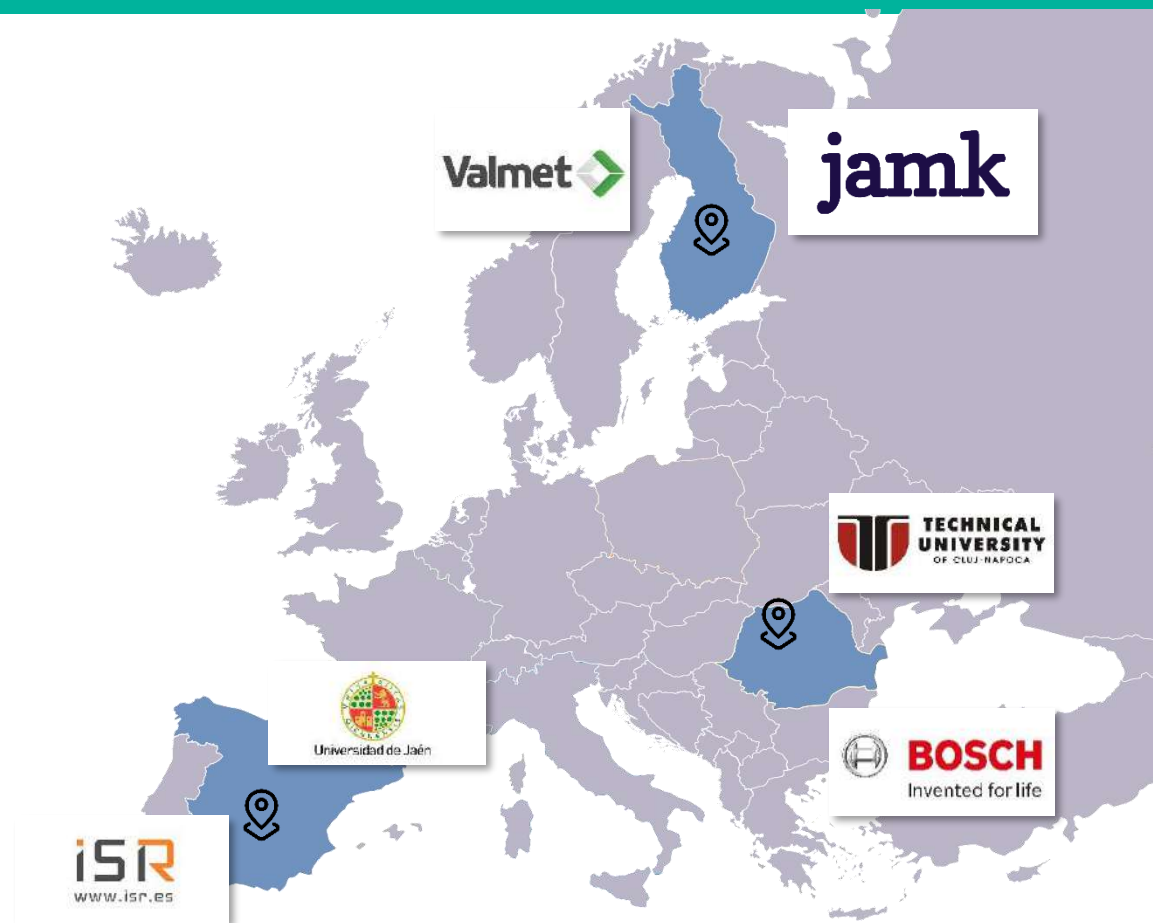 Valmet
jamk
TECHNICAL
UNIVERSITY
OF CLUJ-NAPOCA
Universidad de Jaén
BOSCH
Invented for life
iSR
www.isr.es